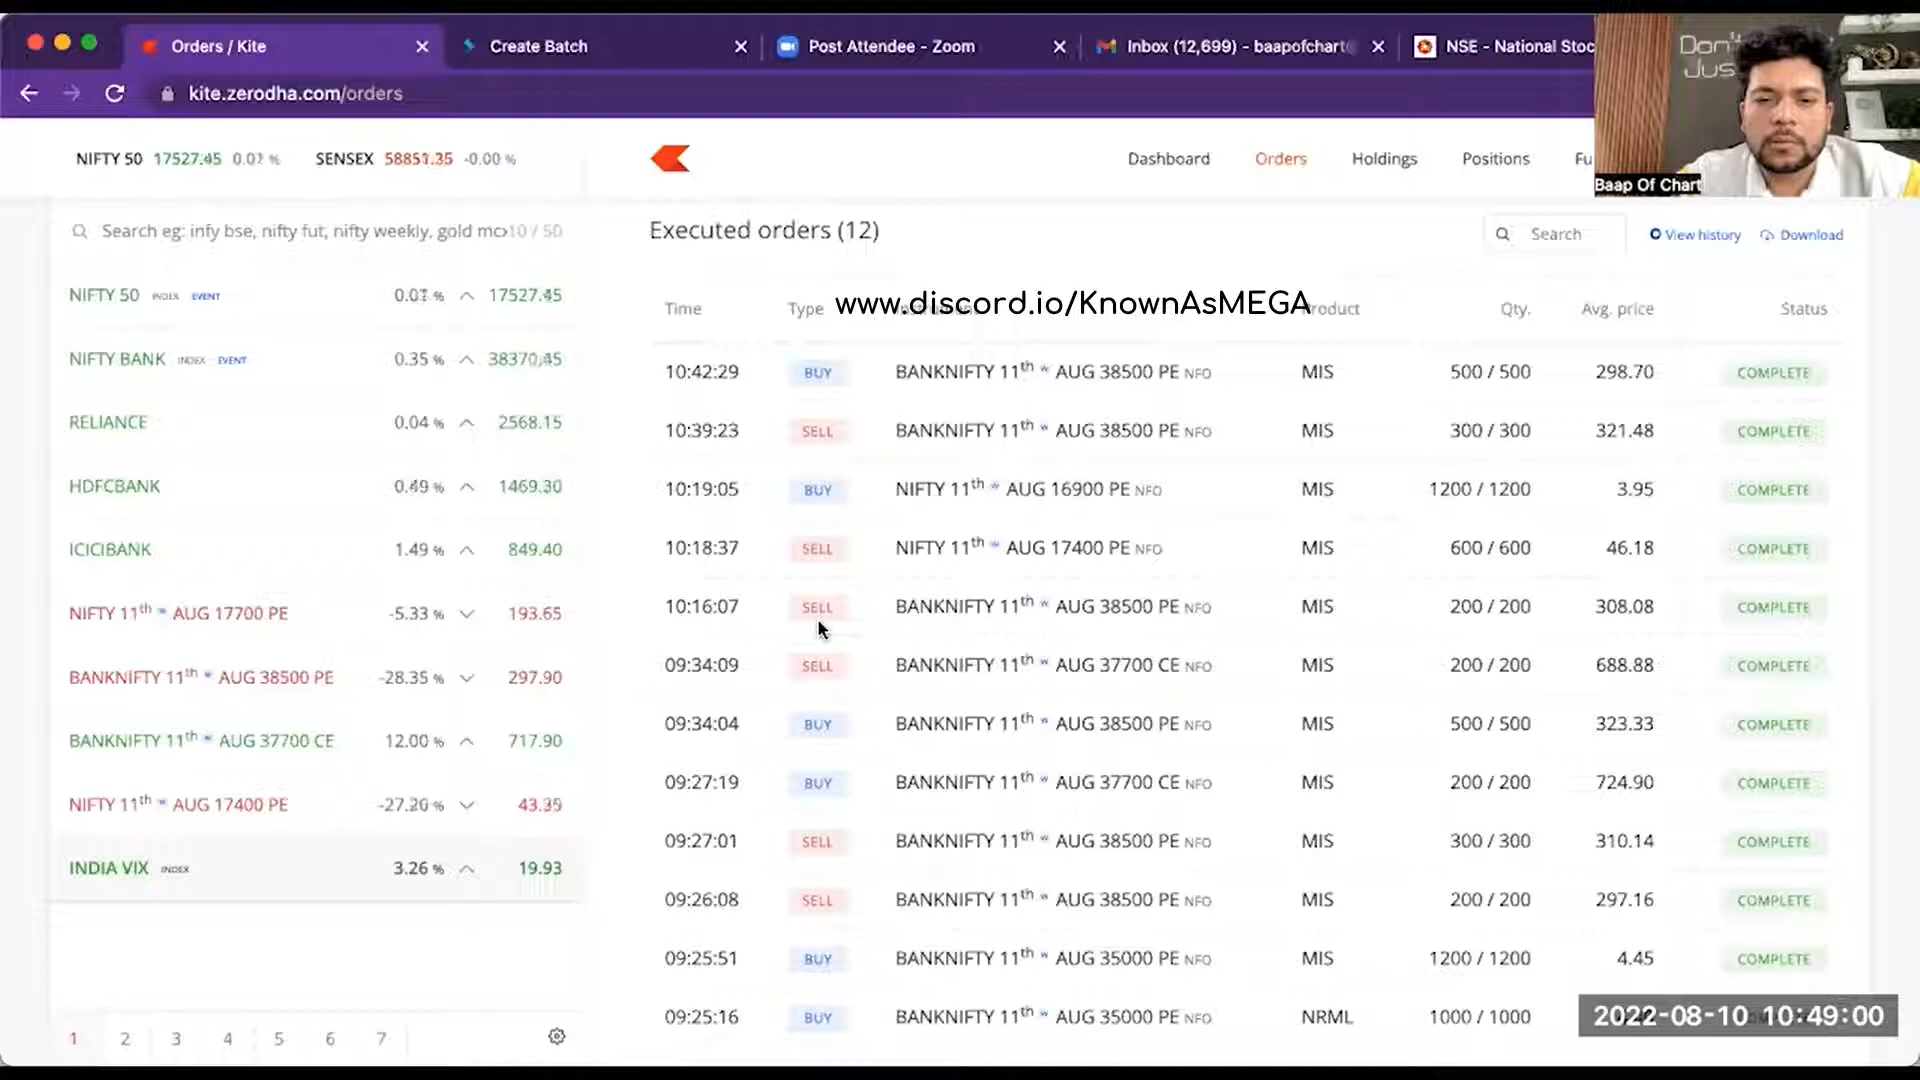 Orders / Kite
Create Batch
Post Attendee - Zoom
Inbox (12,699) - baapofchart
NSE - National Stoc
kite.zerodha.com/orders
Don't
Jus
Baap Of Chart
NIFTY 50 17527.45 % SENSEX 58851.35 -0.00 %
Dashboard Orders Holdings Positions Fu
Search eg: infy bse, nifty fut, nifty weekly, gold mcx 10 / 50
Executed orders (12)
Search View history Download
www.discord.io/KnownAsMEGA
Time Type Product Qty. Avg. price Status
NIFTY 50 INDEX EVENT % 17527.45
NIFTY BANK INDEX EVENT 0.35 % 38370.45
RELIANCE 0.04 % 2568.15
HDFCBANK 0.49 % 1469.30
ICICIBANK 1.49 % 849.40
NIFTY 11th w AUG 17700 PE -5.33 % 193.65
BANKNIFTY 11th w AUG 38500 PE -28.35 % 297.90
BANKNIFTY 11th w AUG 37700 CE 12.00 % 717.90
NIFTY 11th w AUG 17400 PE % 43.35
INDIA VIX INDEX 3.26 % 19.93
1 2 3 4 5 6 7
10:42:29 BUY BANKNIFTY 11th w AUG 38500 PE NFO MIS 500 / 500 298.70 COMPLETE
10:39:23 SELL BANKNIFTY 11th w AUG 38500 PE NFO MIS 300 / 300 321.48 COMPLETE
10:19:05 BUY NIFTY 11th w AUG 16900 PE NFO MIS 1200 / 1200 3.95 COMPLETE
10:18:37 SELL NIFTY 11th w AUG 17400 PE NFO MIS 600 / 600 46.18 COMPLETE
10:16:07 SELL BANKNIFTY 11th w AUG 38500 PE NFO MIS 200 / 200 308.08 COMPLETE
09:34:09 SELL BANKNIFTY 11th w AUG 37700 CE NFO MIS 200 / 200 688.88 COMPLETE
09:34:04 BUY BANKNIFTY 11th w AUG 38500 PE NFO MIS 500 / 500 323.33 COMPLETE
09:27:19 BUY BANKNIFTY 11th w AUG 37700 CE NFO MIS 200 / 200 724.90 COMPLETE
09:27:01 SELL BANKNIFTY 11th w AUG 38500 PE NFO MIS 300 / 300 310.14 COMPLETE
09:26:08 SELL BANKNIFTY 11th w AUG 38500 PE NFO MIS 200 / 200 297.16 COMPLETE
09:25:51 BUY BANKNIFTY 11th w AUG 35000 PE NFO MIS 1200 / 1200 4.45 COMPLETE
09:25:16 BUY BANKNIFTY 11th w AUG 35000 PE NFO NRML 1000 / 1000
2022-08-10 10:49:00